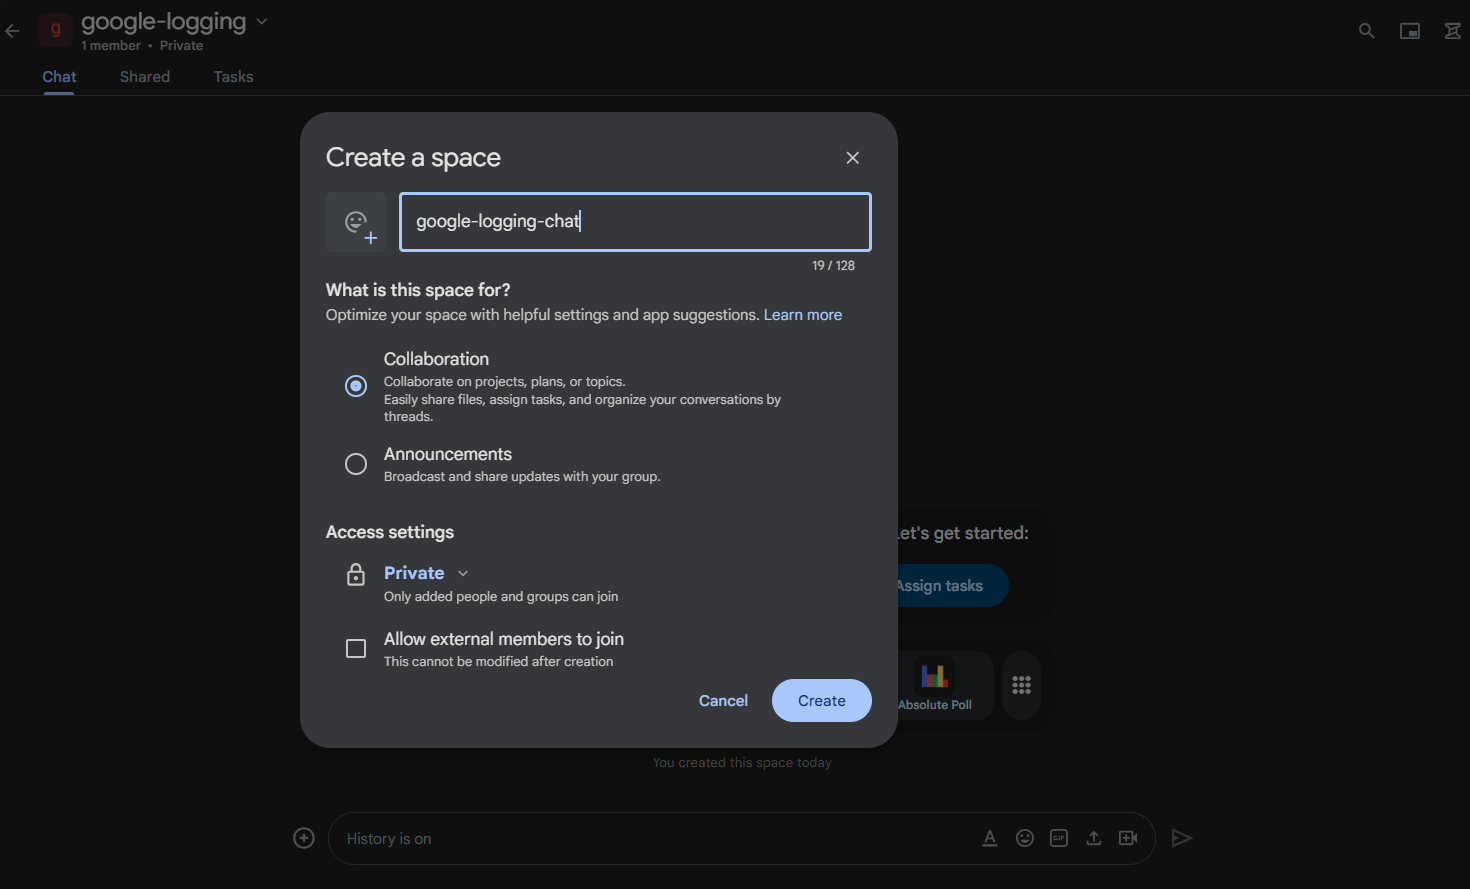 g
google-logging
1 member • Private
Chat
Shared
Tasks
Create a space
google-logging-chat
19 / 128
What is this space for?
Optimize your space with helpful settings and app suggestions. Learn more
Collaboration
Collaborate on projects, plans, or topics.
Easily share files, assign tasks, and organize your conversations by
threads.
Announcements
Broadcast and share updates with your group.
Access settings
Private
Only added people and groups can join
Allow external members to join
This cannot be modified after creation
Cancel
Create
Let's get started:
Assign tasks
Absolute Poll
You created this space today
History is on
A
GIF